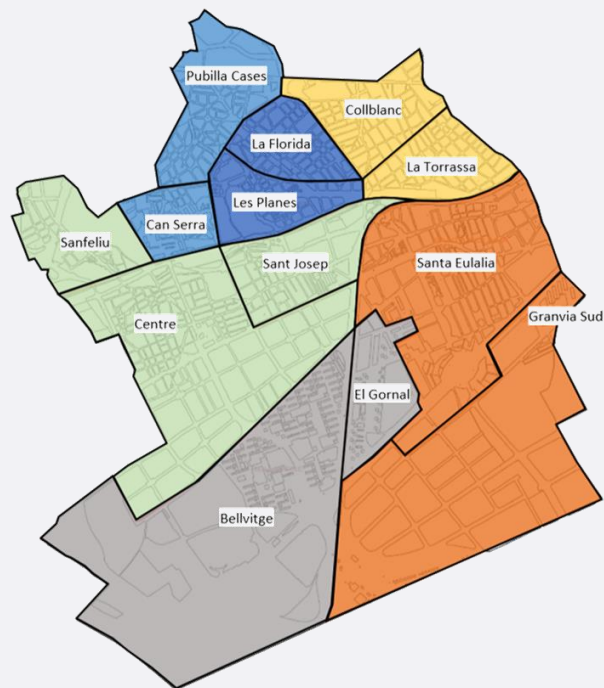 Pubilla Cases
Collblanc
La Florida
La Torrassa
Les Planes
Can Serra
Sanfeliu
Sant Josep
Santa Eulalia
Granvia Sud
Centre
El Gornal
Bellvitge